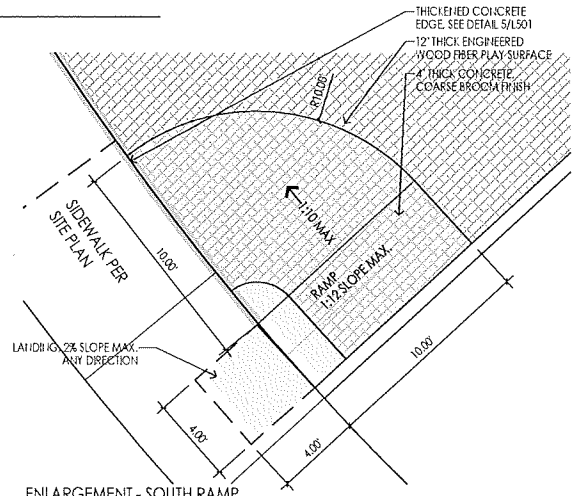 THICKENED CONCRETE
EDGE, SEE DETAIL 5/L501
12" THICK ENGINEERED
WOOD FIBER PLAY SURFACE
4" THICK CONCRETE,
COARSE BROOM FINISH
R10.00'
1:10 MAX
SIDEWALK PER
SITE PLAN
10.00'
RAMP
1:12 SLOPE MAX.
LANDING, 2% SLOPE MAX.
ANY DIRECTION
10.00'
4.00'
4.00'
ENLARGEMENT - SOUTH RAMP